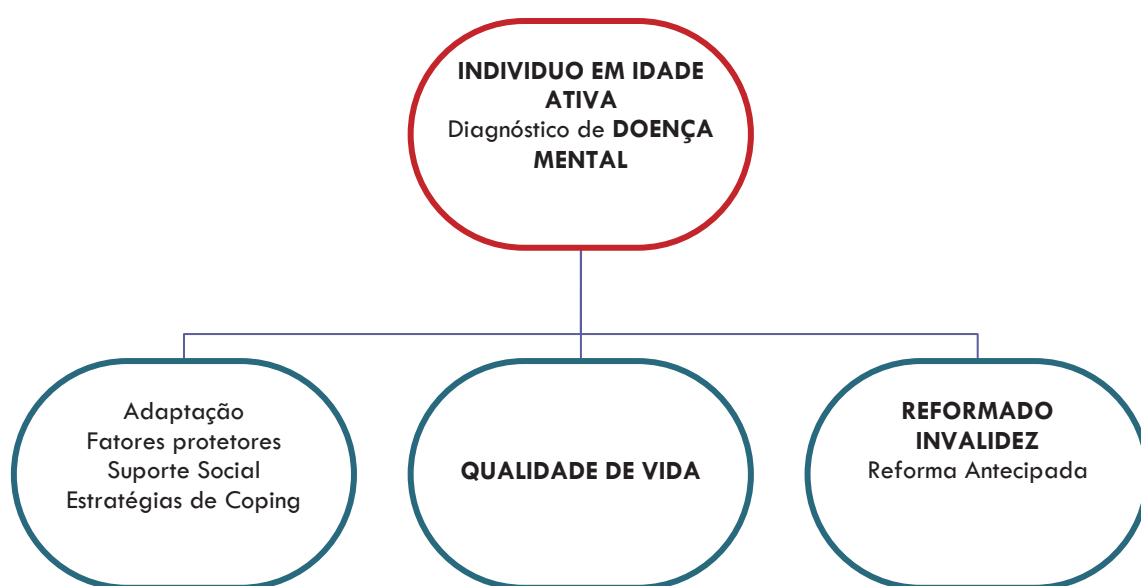 INDIVIDUO EM IDADE
ATIVA
Diagnóstico de DOENÇA
MENTAL
Adaptação
Fatores protetores
Suporte Social
Estratégias de Coping
QUALIDADE DE VIDA
REFORMADO
INVALIDEZ
Reforma Antecipada